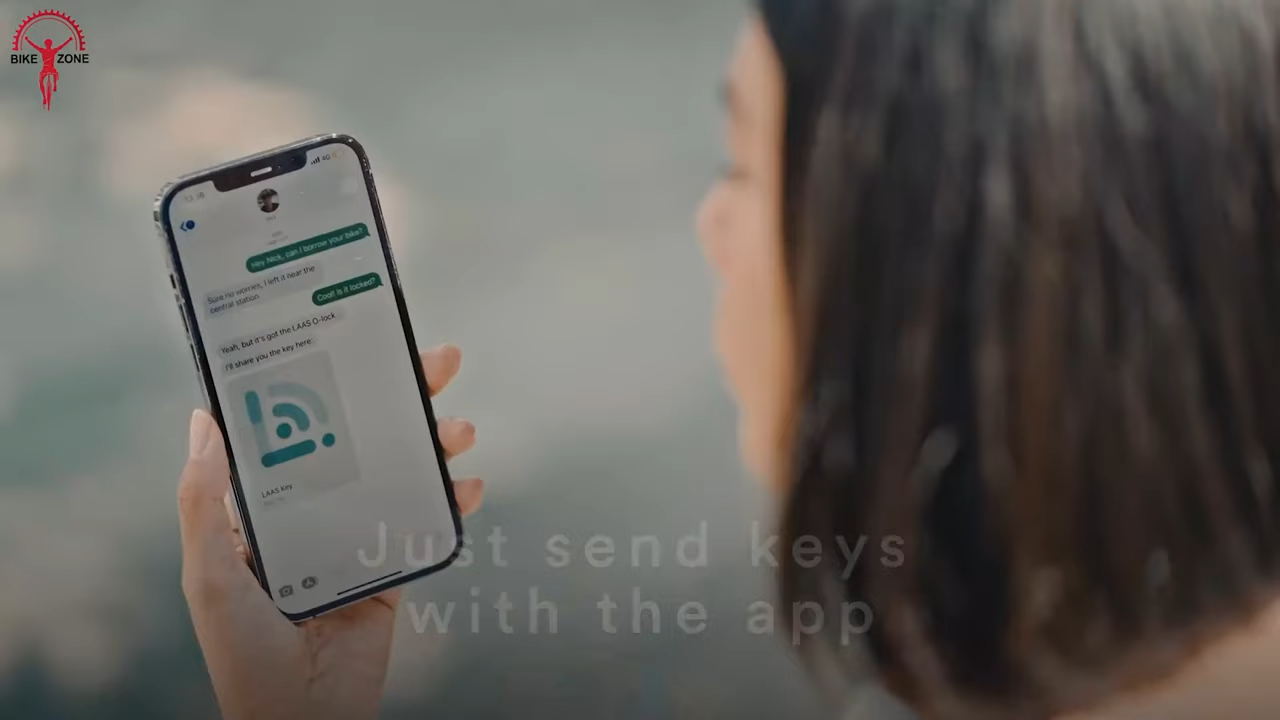 BIKE ZONE
4G
Hey Nick, can I borrow your bike?
Sure no worries, I left it near the
central station
Cool! Is it locked?
Yeah, but it's got the LAAS O-lock
I'll share you the key here:
LAAS Key
Just send keys
with the app